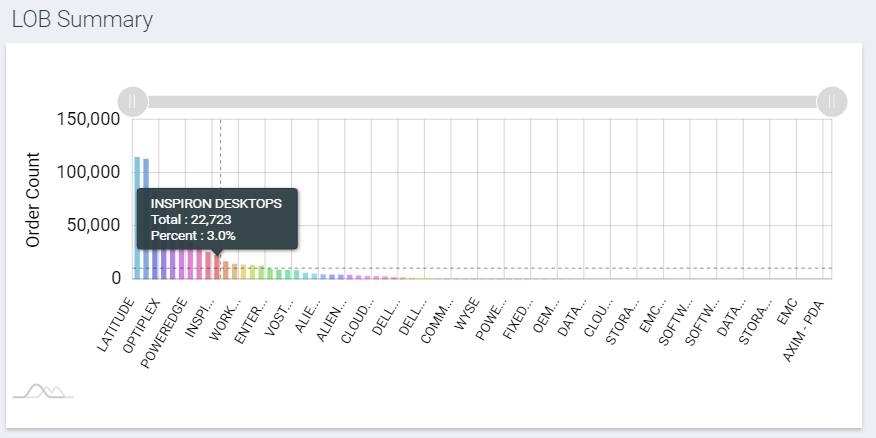 LOB Summary
150,000
100,000
50,000
0
Order Count
INSPIRON DESKTOPS
Total : 22,723
Percent : 3.0%
LATITUDE
OPTIPLEX
POWEREDGE
INSPI...
WORK...
ENTER...
VOST...
ALIE...
ALIEN...
CLOUD...
DELL...
DELL...
COMM...
WYSE
POWE...
FIXED...
OEM...
DATA...
CLOU...
STORA...
EMC...
SOFTW...
SOFTW...
DATA...
STORA...
EMC
AXIM - PDA